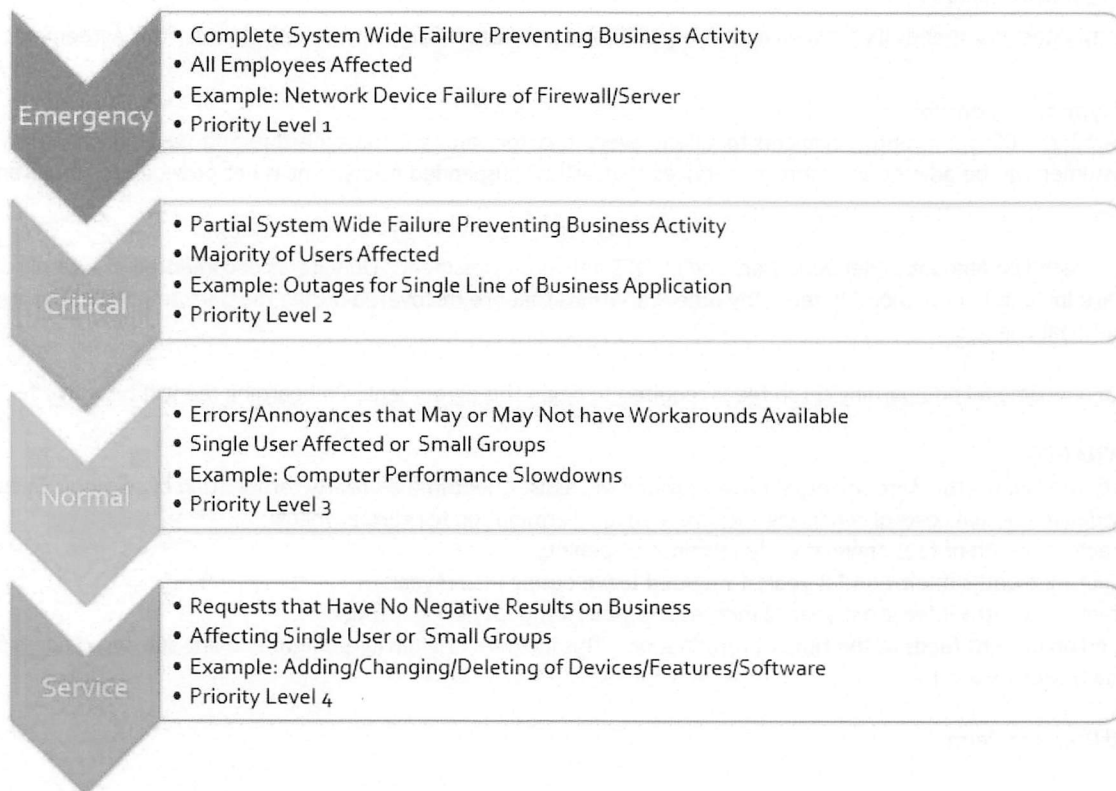 Emergency
• Complete System Wide Failure Preventing Business Activity
• All Employees Affected
• Example: Network Device Failure of Firewall/Server
• Priority Level 1
Critical
• Partial System Wide Failure Preventing Business Activity
• Majority of Users Affected
• Example: Outages for Single Line of Business Application
• Priority Level 2
Normal
• Errors/Annoyances that May or May Not have Workarounds Available
• Single User Affected or Small Groups
• Example: Computer Performance Slowdowns
• Priority Level 3
Service
• Requests that Have No Negative Results on Business
• Affecting Single User or Small Groups
• Example: Adding/Changing/Deleting of Devices/Features/Software
• Priority Level 4